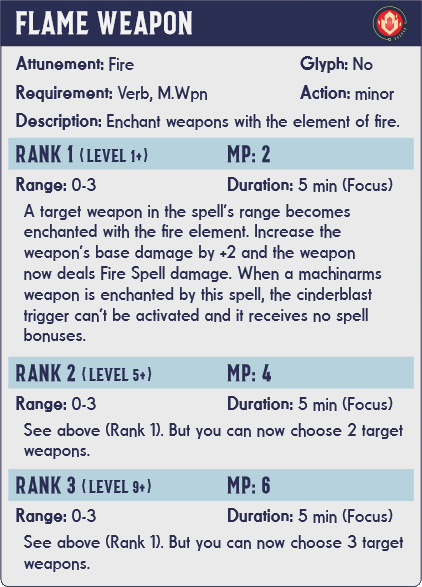 FLAME WEAPON
Attunement: Fire Glyph: No
Requirement: Verb, M.Wpn Action: minor
Description: Enchant weapons with the element of fire.
RANK 1 (LEVEL 1+) MP: 2
Range: 0-3 Duration: 5 min (Focus)
A target weapon in the spell's range becomes
enchanted with the fire element. Increase the
weapon's base damage by +2 and the weapon
now deals Fire Spell damage. When a machinarms
weapon is enchanted by this spell, the cinderblast
trigger can't be activated and it receives no spell
bonuses.
RANK 2 (LEVEL 5+) MP: 4
Range: 0-3 Duration: 5 min (Focus)
See above (Rank 1). But you can now choose 2 target
weapons.
RANK 3 (LEVEL 9+) MP: 6
Range: 0-3 Duration: 5 min (Focus)
See above (Rank 1). But you can now choose 3 target
weapons.